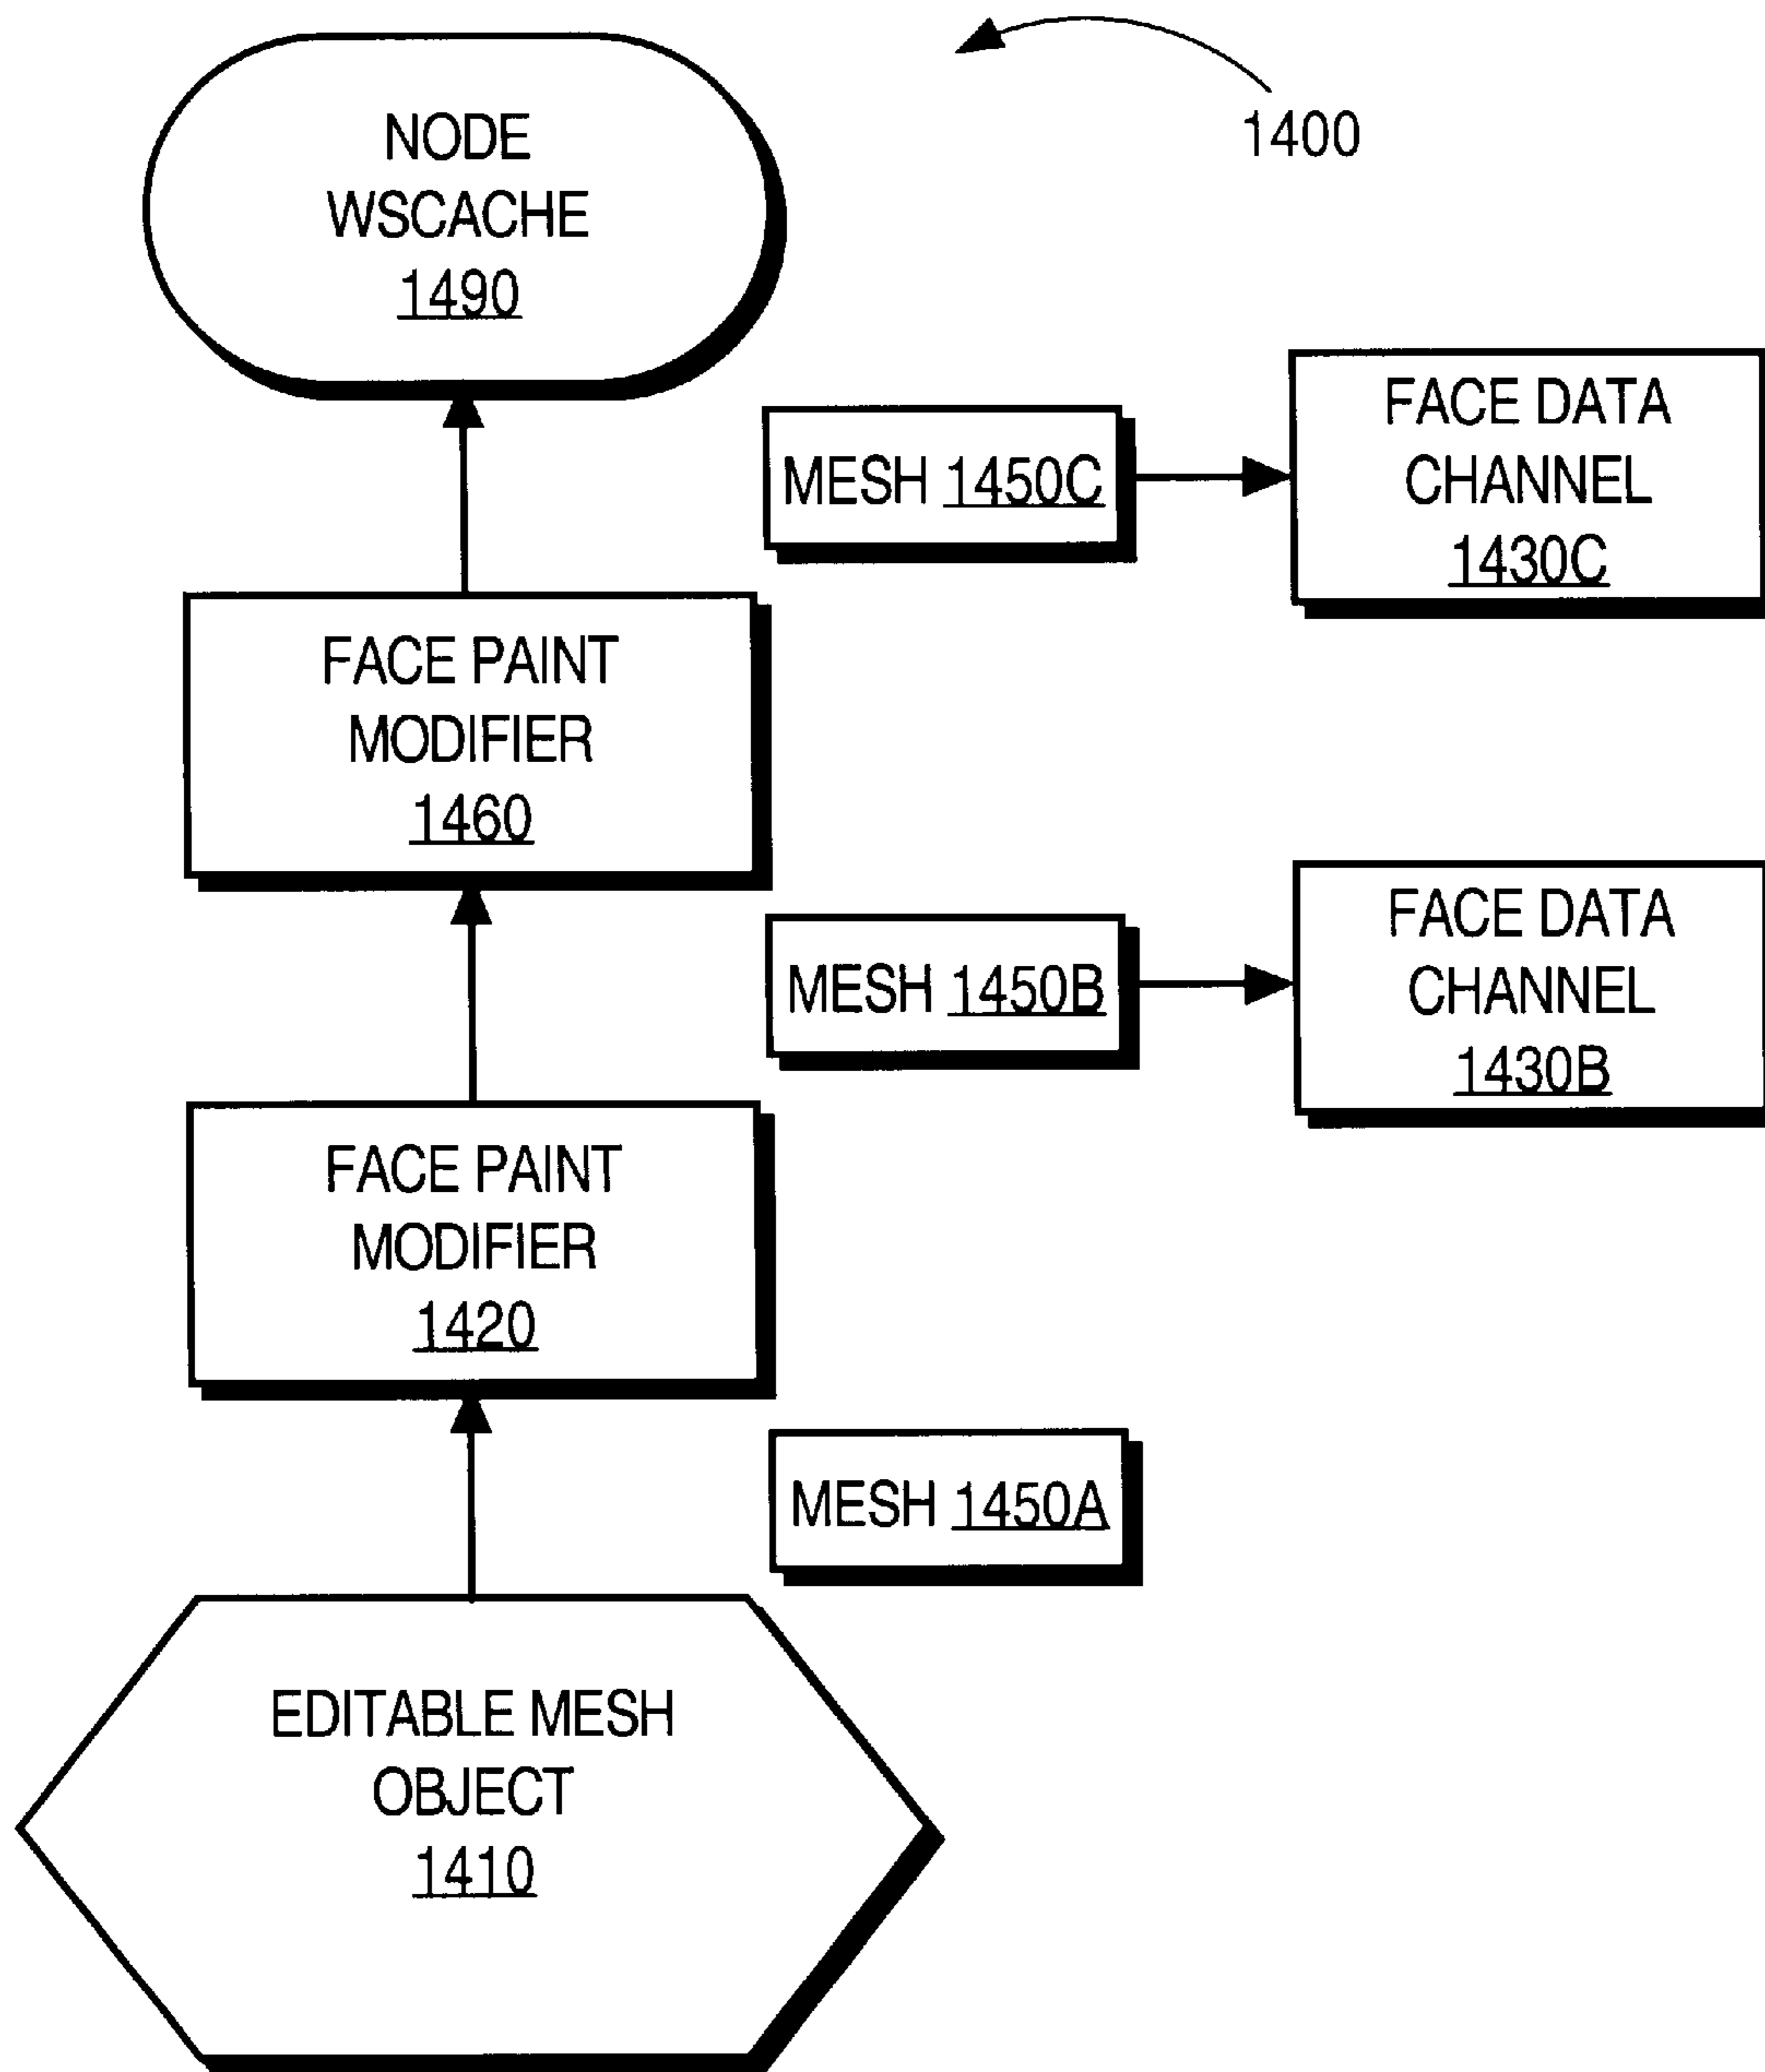 1400
NODE
WSCACHE
1490
MESH 1450C
FACE DATA
CHANNEL
1430C
FACE PAINT
MODIFIER
1460
MESH 1450B
FACE DATA
CHANNEL
1430B
FACE PAINT
MODIFIER
1420
MESH 1450A
EDITABLE MESH
OBJECT
1410